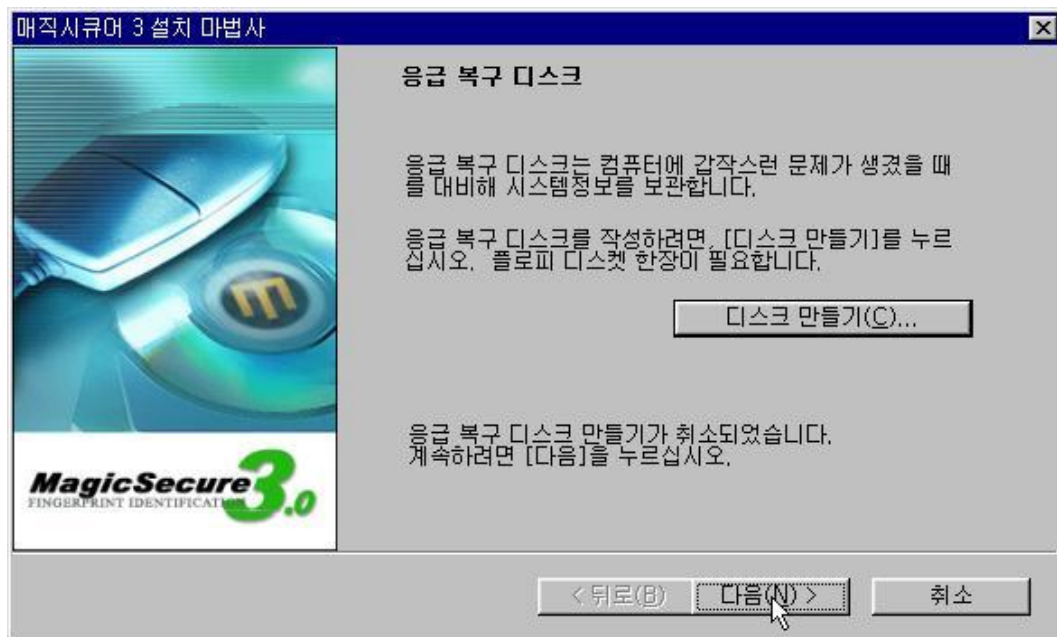 매직시큐어 3 설치 마법사
응급 복구 디스크
응급 복구 디스크는 컴퓨터에 갑작스런 문제가 생겼을 때
를 대비해 시스템정보를 보관합니다.
응급 복구 디스크를 작성하려면, [디스크 만들기]를 누르
십시오. 플로피 디스켓 한장이 필요합니다.
디스크 만들기(C)...
응급 복구 디스크 만들기가 취소되었습니다.
계속하려면 [다음]을 누르십시오.
m
MagicSecure 3.0
FINGERPRINT IDENTIFICATION
< 뒤로(B) 다음(N) > 취소